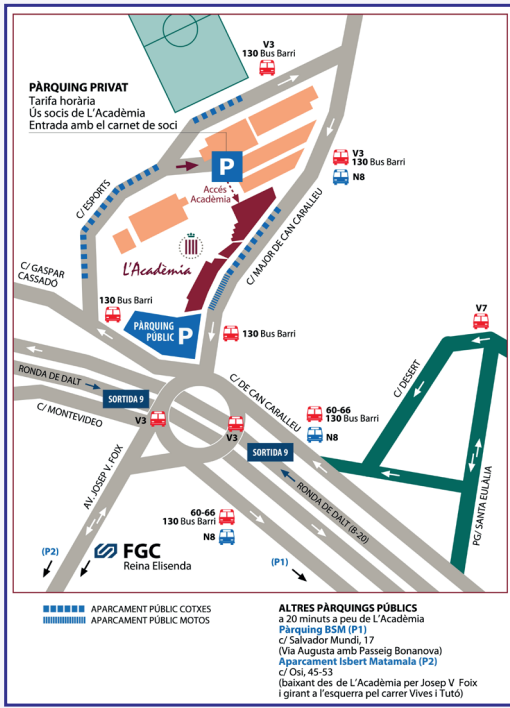 V3
130 Bus Barri
PÀRQUING PRIVAT
Tarifa horària
Ús socis de L'Acadèmia
Entrada amb el carnet de soci
P
V3
130 Bus Barri
N8
Accés
Acadèmia
C/ ESPORTS
C/ MAJOR DE CAN CARALLEU
L'Acadèmia
C/ GASPAR
CASSADÓ
130 Bus Barri
PÀRQUING
PÚBLIC
P
130 Bus Barri
V7
RONDA DE DALT
SORTIDA 9
C/ DE CAN CARALLEU
C/ DESERT
C/ MONTEVIDEO
V3
V3
60-66
130 Bus Barri
N8
SORTIDA 9
AV. JOSEP V. FOIX
RONDA DE DALT (B-20)
PG/ SANTA EULÀLIA
60-66
130 Bus Barri
N8
(P2)
FGC
Reina Elisenda
(P1)
APARCAMENT PÚBLIC COTXES
APARCAMENT PÚBLIC MOTOS
ALTRES PÀRQUINGS PÚBLICS
a 20 minuts a peu de L'Acadèmia
Pàrquing BSM (P1)
c/ Salvador Mundi, 17
(Via Augusta amb Passeig Bonanova)
Aparcament Isbert Matamala (P2)
c/ Osi, 45-53
(baixant des de L'Acadèmia per Josep V Foix
i girant a l'esquerra pel carrer Vives i Tutó)